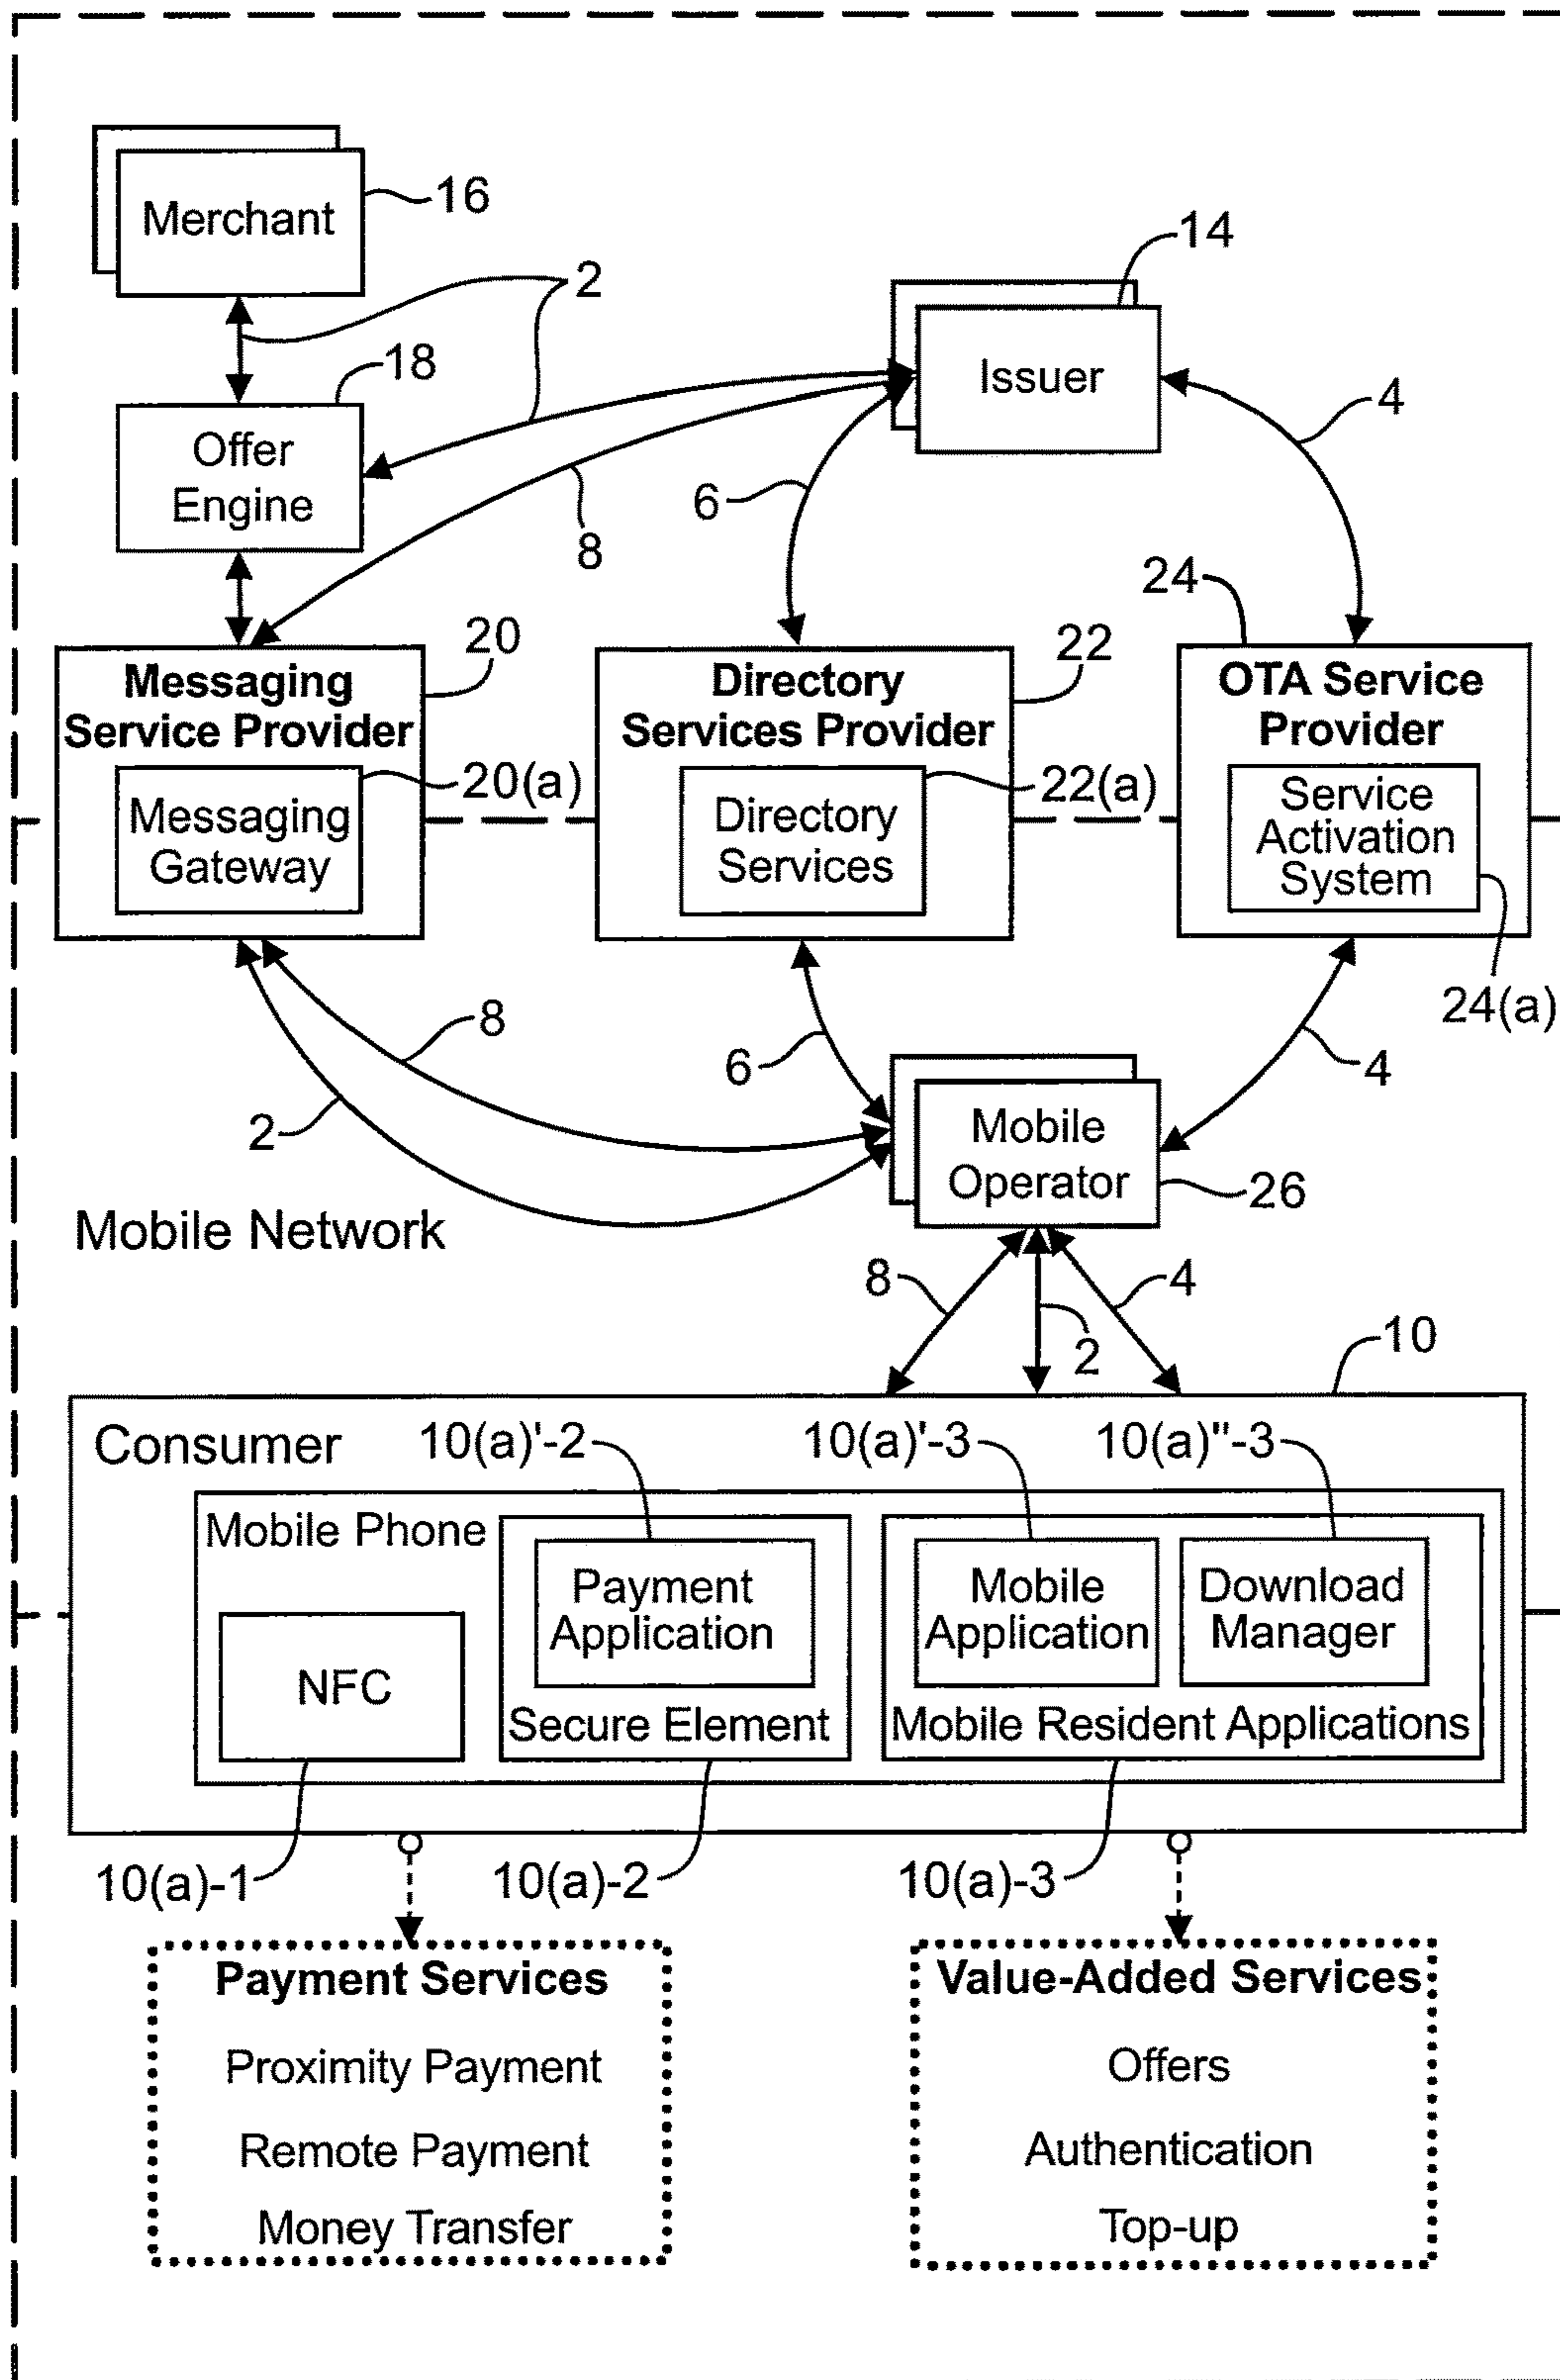 Merchant
16
2
14
Issuer
18
Offer
Engine
4
6
8
24
20
22
Messaging
Service Provider
Directory
Services Provider
OTA Service
Provider
20(a)
22(a)
Messaging
Gateway
Directory
Services
Service
Activation
System
24(a)
8
6
4
2
Mobile
Operator
26
Mobile Network
8
4
2
10
Consumer
10(a)'-2
10(a)'-3
10(a)"-3
Mobile Phone
Payment
Application
Mobile
Application
Download
Manager
NFC
Secure Element
Mobile Resident Applications
10(a)-1
10(a)-2
10(a)-3
Payment Services
Proximity Payment
Remote Payment
Money Transfer
Value-Added Services
Offers
Authentication
Top-up